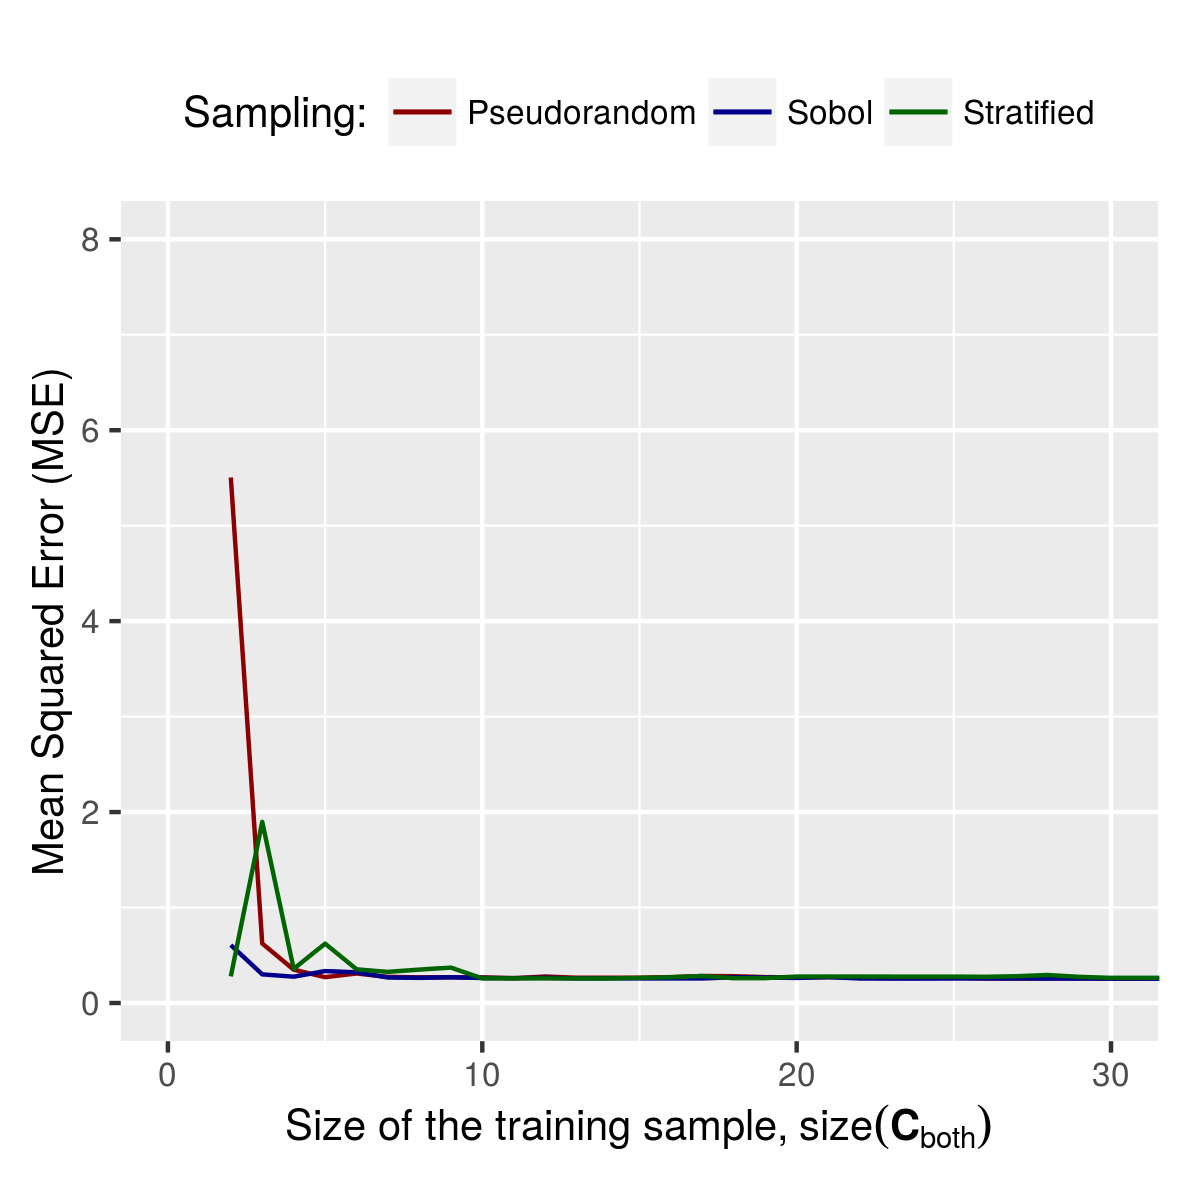 Sampling: Pseudorandom Sobol Stratified
Mean Squared Error (MSE)
8
6
4
2
0
0 10 20 30
Size of the training sample, size(C_both)